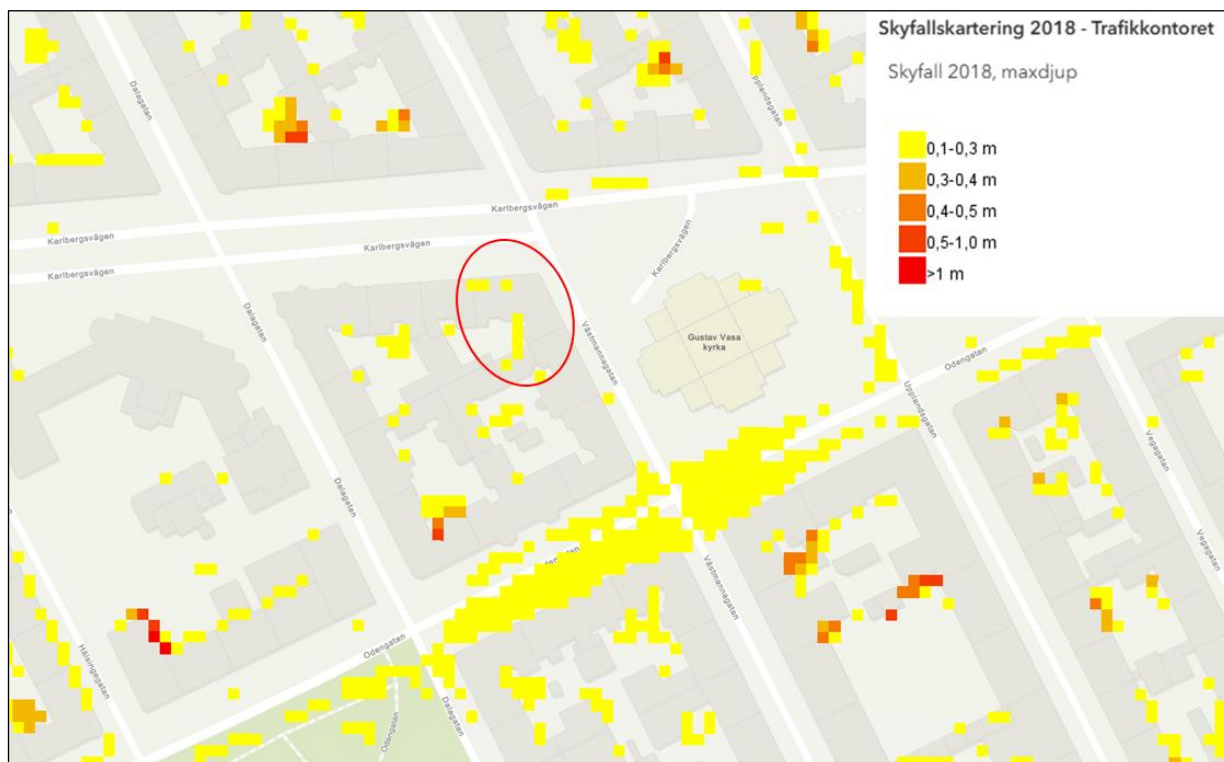 Skyfallskartering 2018 - Trafikkontoret
Skyfall 2018, maxdjup
0,1-0,3 m
0,3-0,4 m
0,4-0,5 m
0,5-1,0 m
>1 m
Dalagatan
Upplandsgatan
Karlbergsvägen
Karlbergsvägen
Karlbergsvägen
Karlbergsvägen
Karlbergsvägen
Dalagatan
Västmannagatan
Gustav Vasa
kyrka
Odengatan
Upplandsgatan
Vegagatan
Dalagatan
Vegagatan
Västmannagatan
Odengatan
Hälsingegatan
Dalagatan
Odengatan